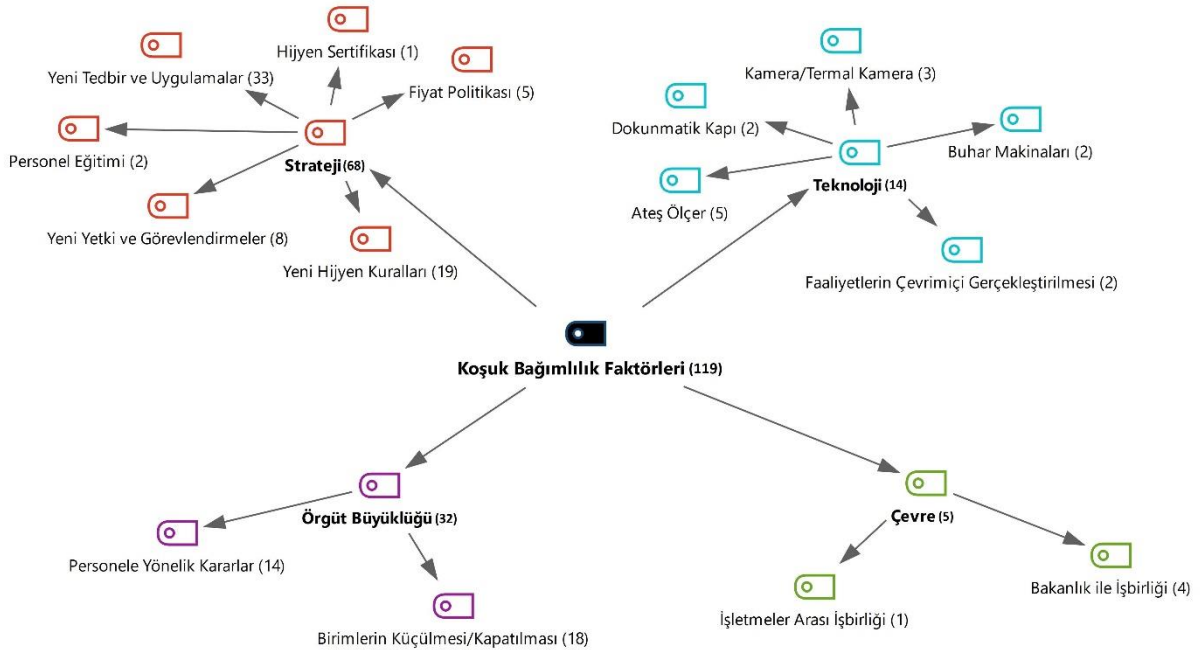 Hijyen Sertifikası (1)
Yeni Tedbir ve Uygulamalar (33)
Fiyat Politikası (5)
Personel Eğitimi (2)
Strateji (68)
Yeni Yetki ve Görevlendirmeler (8)
Yeni Hijyen Kuralları (19)
Kamera/Termal Kamera (3)
Dokunmatik Kapı (2)
Buhar Makinaları (2)
Teknoloji (14)
Ateş Ölçer (5)
Faaliyetlerin Çevrimiçi Gerçekleştirilmesi (2)
Koşuk Bağımlılık Faktörleri (119)
Örgüt Büyüklüğü (32)
Personele Yönelik Kararlar (14)
Birimlerin Küçülmesi/Kapatılması (18)
Çevre (5)
İşletmeler Arası İşbirliği (1)
Bakanlık ile İşbirliği (4)